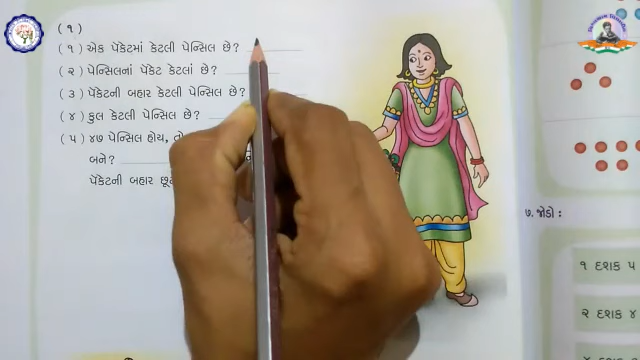 (૧)
(૧) એક પૅકેટમાં કેટલી પેન્સિલ છે?
(૨) પેન્સિલનાં પૅકેટ કેટલાં છે?
(૩) પૅકેટની બહાર કેટલી પેન્સિલ છે?
(૪) કુલ કેટલી પેન્સિલ છે?
(૫) ૪૭ પેન્સિલ હોય, તો
બને?
પૅકેટની બહાર
૭. જોડો :
૧ દશક ૫
૨ દશક ૪